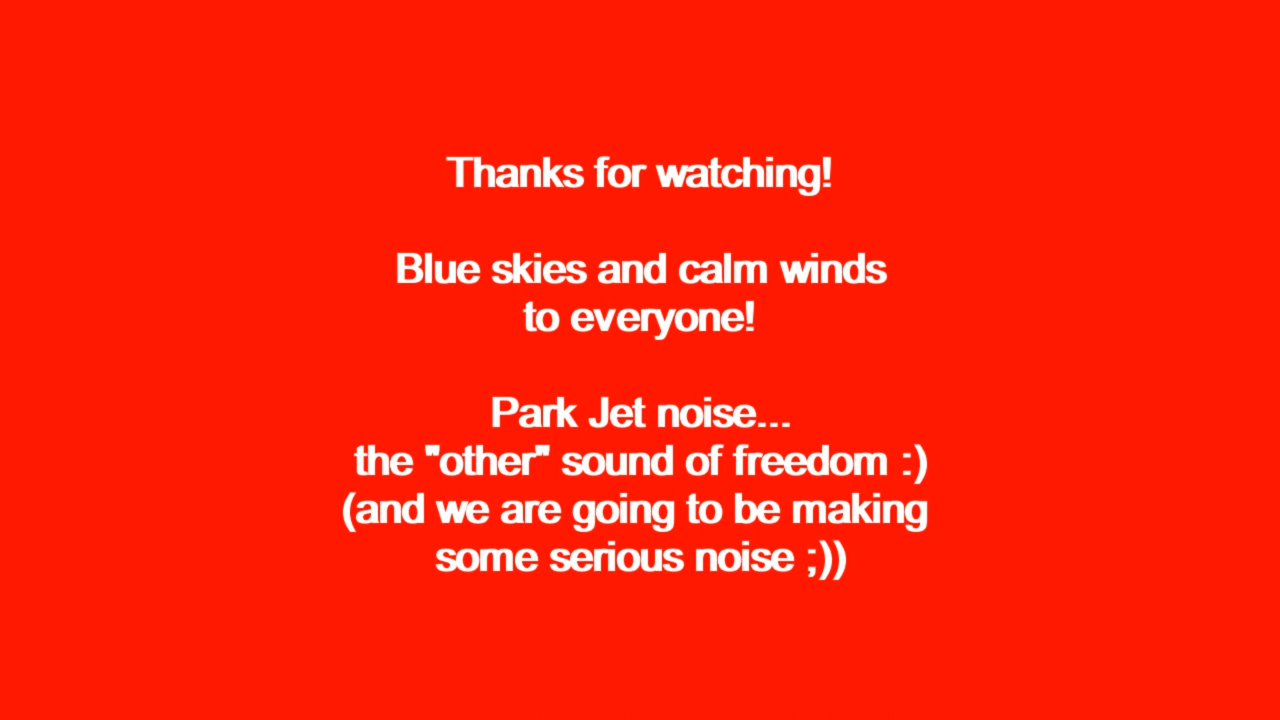 Thanks for watching!
Blue skies and calm winds
to everyone!
Park Jet noise...
the "other" sound of freedom :)
(and we are going to be making
some serious noise ;))